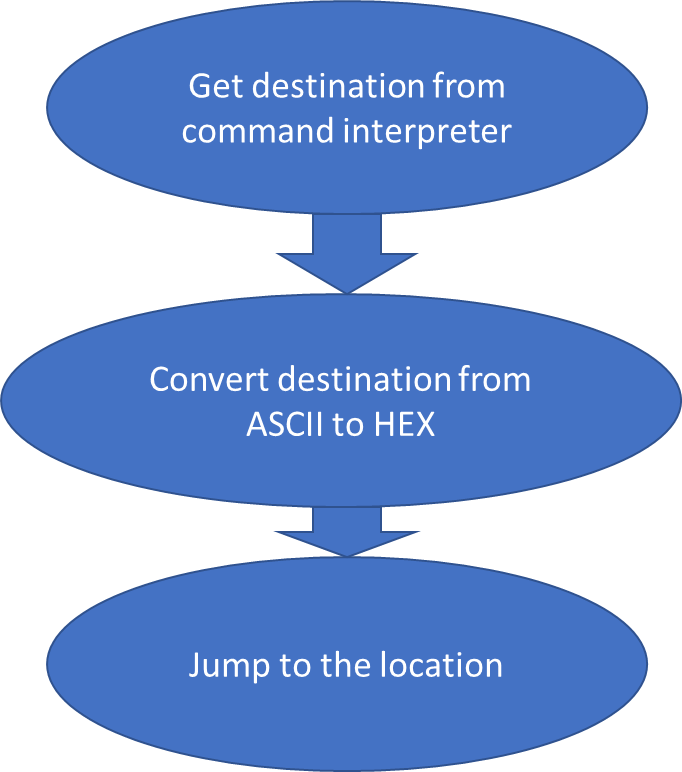 Get destination from
command interpreter
Convert destination from
ASCII to HEX
Jump to the location